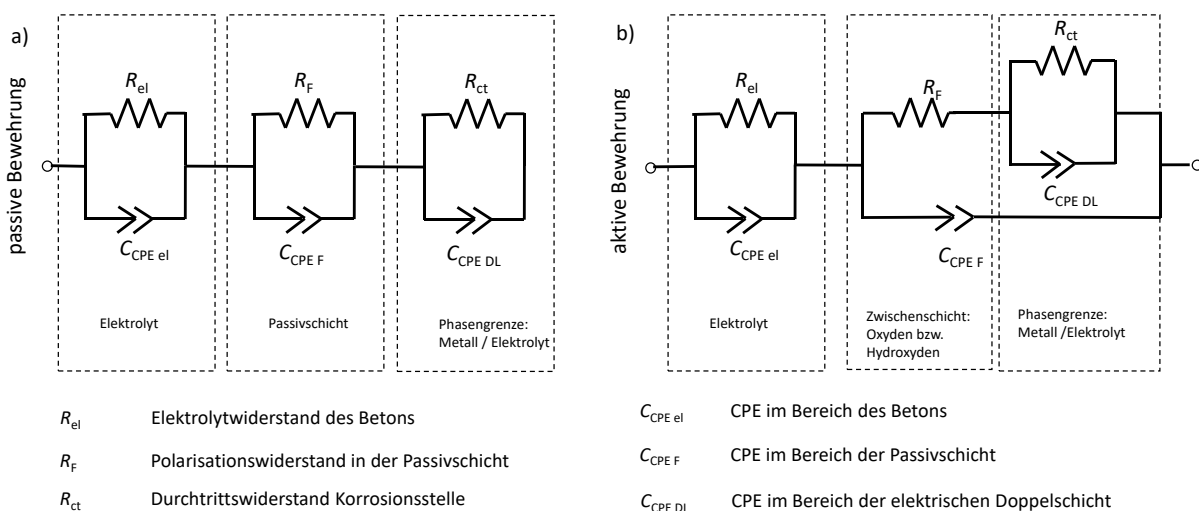 a)
passive Bewehrung
R_el
R_F
R_ct
C_CPE el
C_CPE F
C_CPE DL
Elektrolyt
Passivschicht
Phasengrenze:
Metall / Elektrolyt
b)
aktive Bewehrung
R_el
R_F
R_ct
C_CPE el
C_CPE F
C_CPE DL
Elektrolyt
Zwischenschicht:
Oxyden bzw.
Hydroxyden
Phasengrenze:
Metall /Elektrolyt
R_el Elektrolytwiderstand des Betons
R_F Polarisationswiderstand in der Passivschicht
R_ct Durchtrittswiderstand Korrosionsstelle
C_CPE el CPE im Bereich des Betons
C_CPE F CPE im Bereich der Passivschicht
C_CPE DL CPE im Bereich der elektrischen Doppelschicht